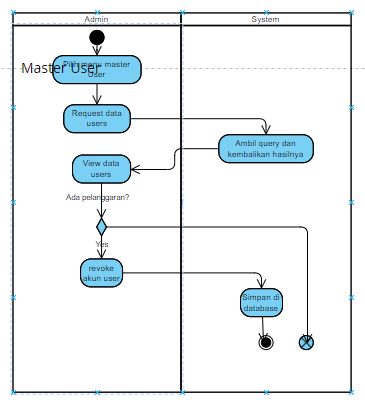 Admin
System
Pilih menu master
User
Master User
Request data
users
Ambil query dan
kembalikan hasilnya
View data
users
Ada pelanggaran?
Yes
revoke
akun user
Simpan di
database